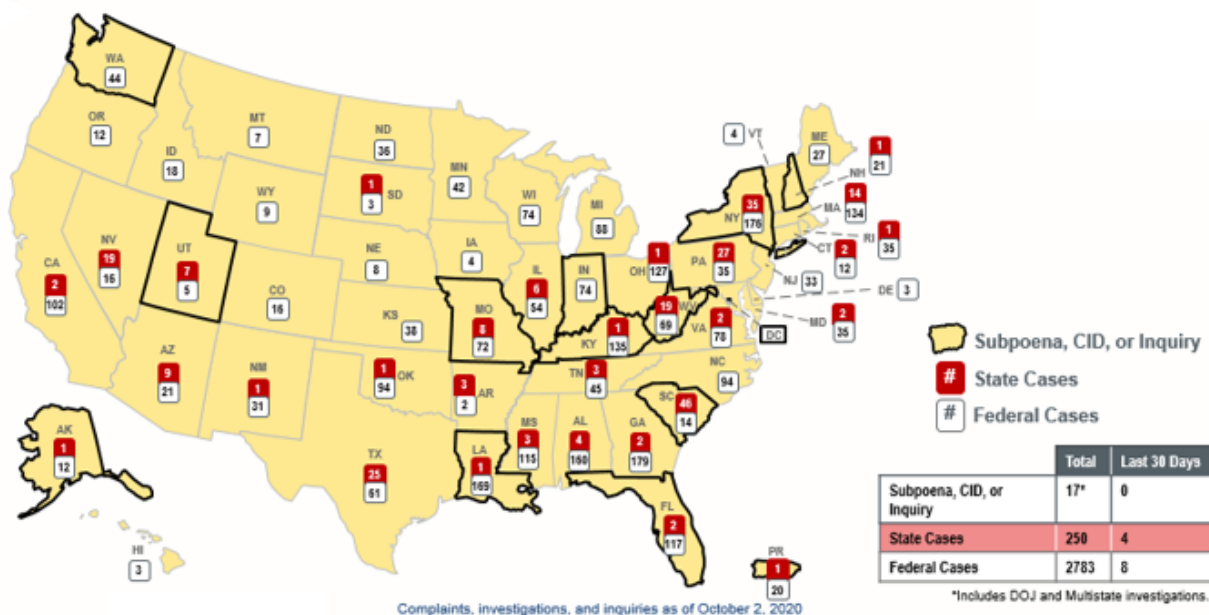 WA
44
OR
12
ID
18
MT
7
ND
36
MN
42
WI
74
MI
88
4 VT
ME
27
1
21
NH
14
134
MA
1
35
RI
2
12
CT
35
176
NY
27
35
PA
1
127
OH
NJ 33
DE 3
MD
2
35
DC
WY
9
1
3
SD
IA
4
NE
8
UT
7
5
NV
19
16
CA
2
102
CO
16
KS
38
MO
8
72
IL
6
54
IN
74
WV
19
69
VA
2
78
KY
1
135
AZ
9
21
NM
1
31
1
94
OK
3
2
AR
TN
3
45
NC
94
SC
46
14
MS
3
115
AL
4
160
GA
2
179
TX
25
61
LA
1
169
FL
2
117
AK
1
12
HI
3
PR
1
20
Subpoena, CID, or Inquiry
# State Cases
# Federal Cases
Total Last 30 Days
Subpoena, CID, or
Inquiry 17* 0
State Cases 250 4
Federal Cases 2783 8
*Includes DOJ and Multistate investigations.
Complaints, investigations, and inquiries as of October 2, 2020